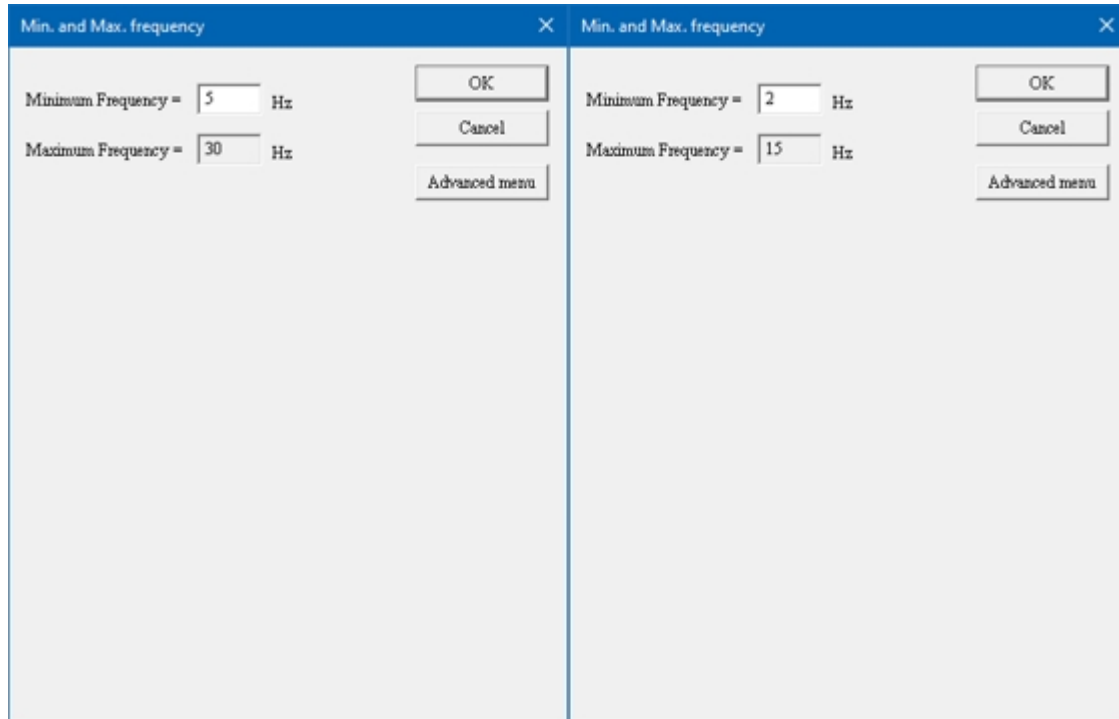 Min. and Max. frequency
Minimum Frequency = 5 Hz
Maximum Frequency = 30 Hz
OK
Cancel
Advanced menu
Min. and Max. frequency
Minimum Frequency = 2 Hz
Maximum Frequency = 15 Hz
OK
Cancel
Advanced menu